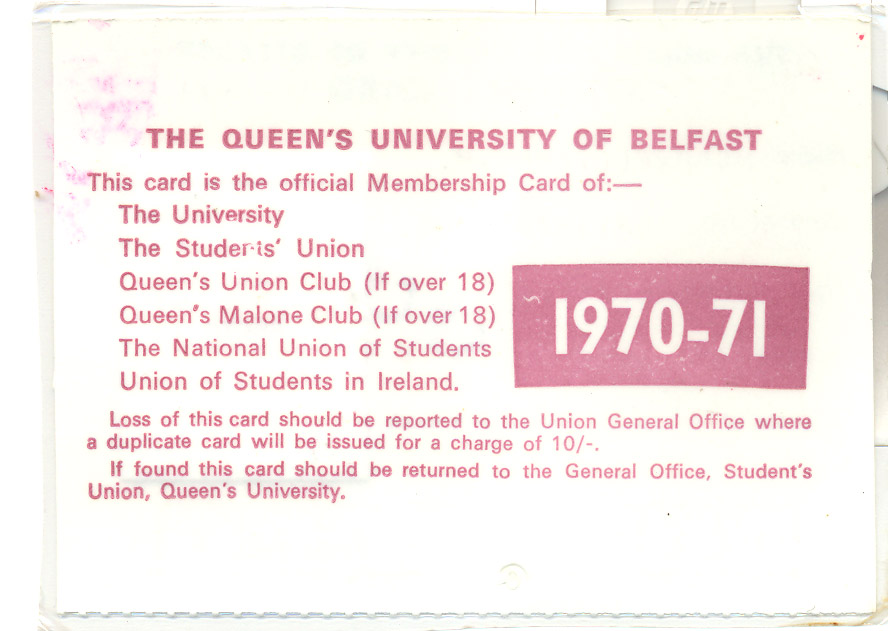 THE QUEEN'S UNIVERSITY OF BELFAST
This card is the official Membership Card of:—
The University
The Students' Union
Queen's Union Club (If over 18)
Queen's Malone Club (If over 18)
The National Union of Students
Union of Students in Ireland.
1970-71
Loss of this card should be reported to the Union General Office where
a duplicate card will be issued for a charge of 10/-.
If found this card should be returned to the General Office, Student's
Union, Queen's University.